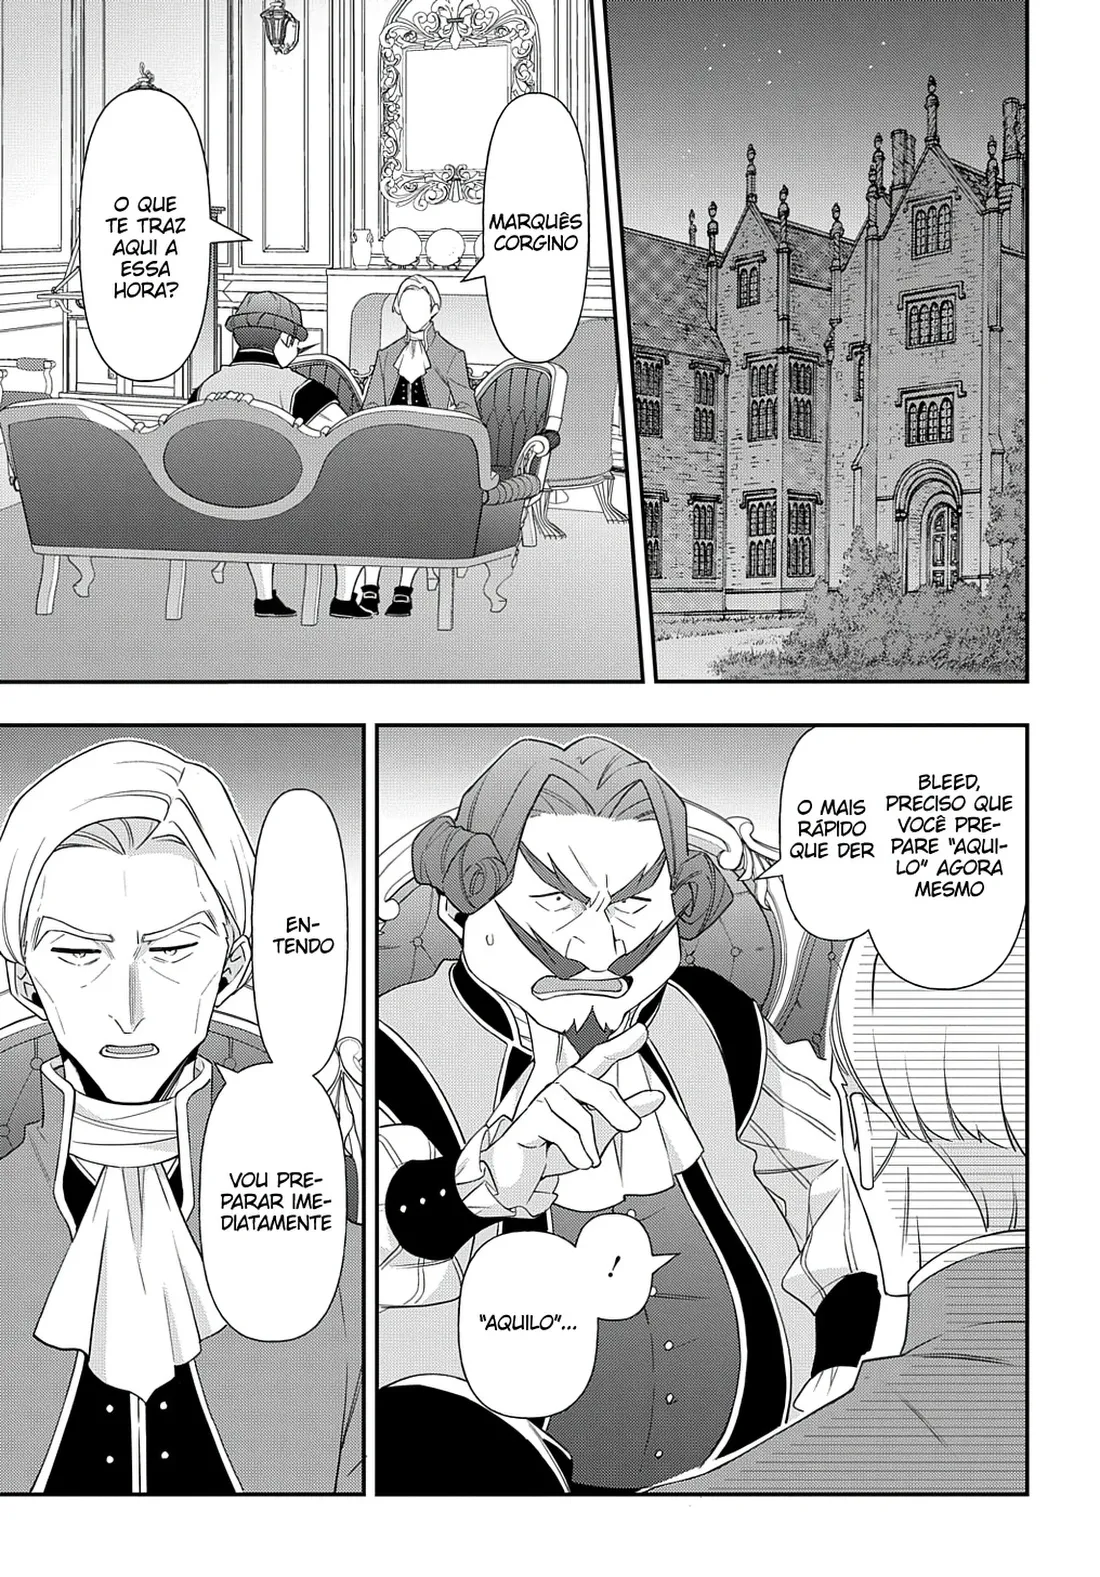 MARQUÊS
CORGINO
O QUE
TE TRAZ
AQUI A
ESSA
HORA?
BLEED,
PRECISO QUE
VOCÊ PRE-
PARE "AQUI-
LO" AGORA
MESMO
O MAIS
RÁPIDO
QUE DER
!
"AQUILO"...
EN-
TENDO
VOU PRE-
PARAR IME-
DIATAMENTE